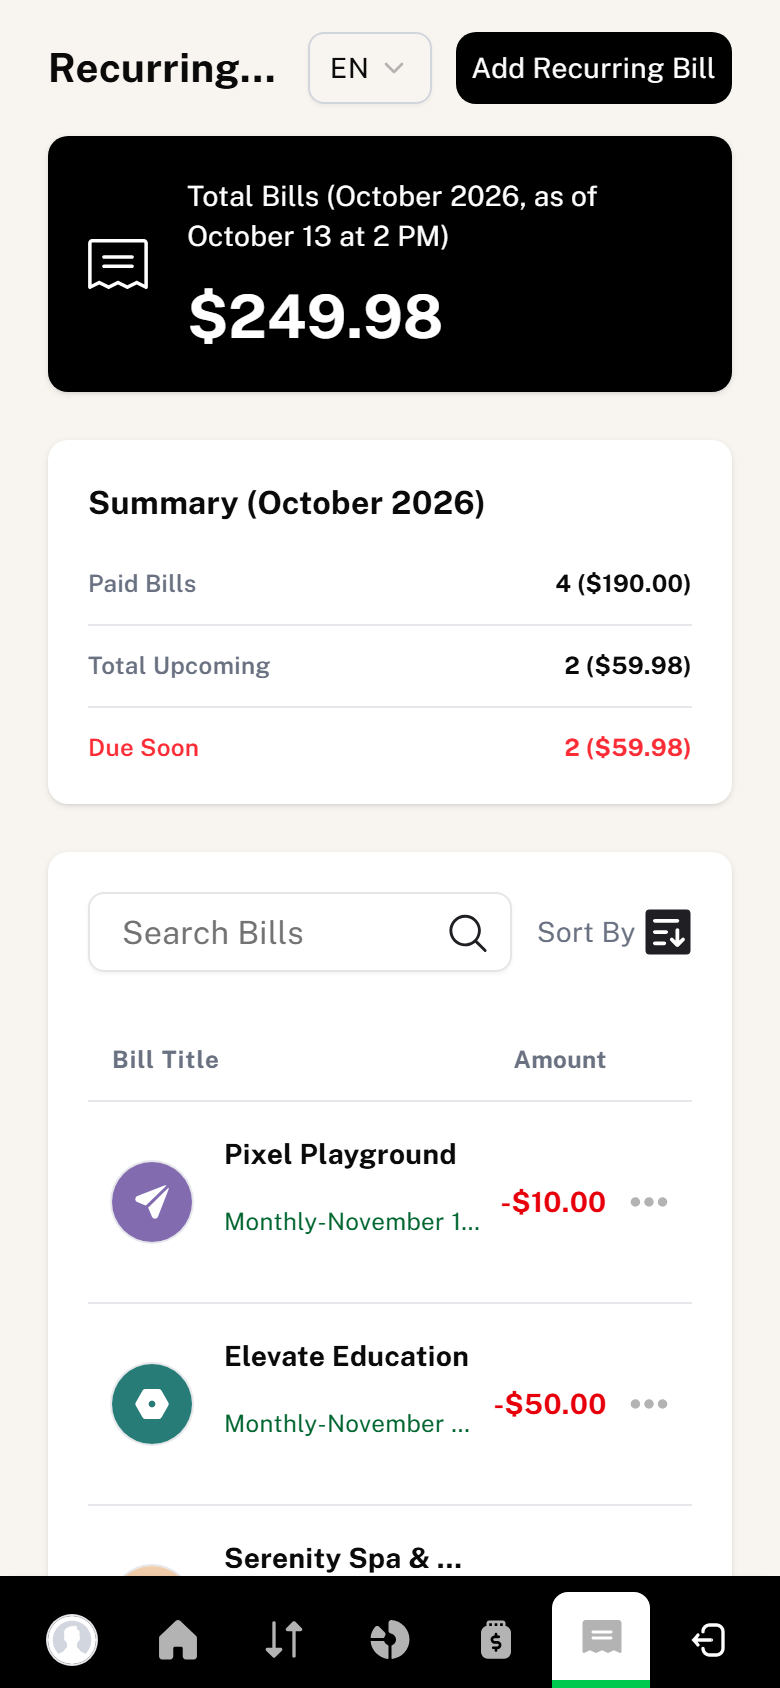 Recurring...
EN
Add Recurring Bill
Total Bills (October 2026, as of
October 13 at 2 PM)
$249.98
Summary (October 2026)
Paid Bills 4 ($190.00)
Total Upcoming 2 ($59.98)
Due Soon 2 ($59.98)
Search Bills
Sort By
Bill Title Amount
Pixel Playground
Monthly-November 1...
-$10.00
Elevate Education
Monthly-November ...
-$50.00
Serenity Spa & ...